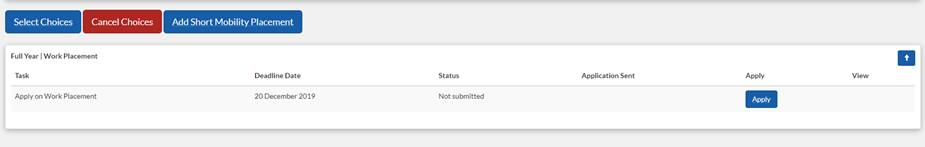 Select Choices Cancel Choices Add Short Mobility Placement
Full Year | Work Placement
Task Deadline Date Status Application Sent Apply View
Apply on Work Placement 20 December 2019 Not submitted Apply